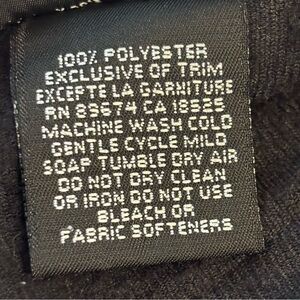 100% POLYESTER
EXCLUSIVE OF TRIM
EXCEPTE LA GARNITURE
RN 83674 CA 18525
MACHINE WASH COLD
GENTLE CYCLE MILD
SOAP TUMBLE DRY AIR
DO NOT DRY CLEAN
OR IRON DO NOT USE
BLEACH OR
FABRIC SOFTENERS